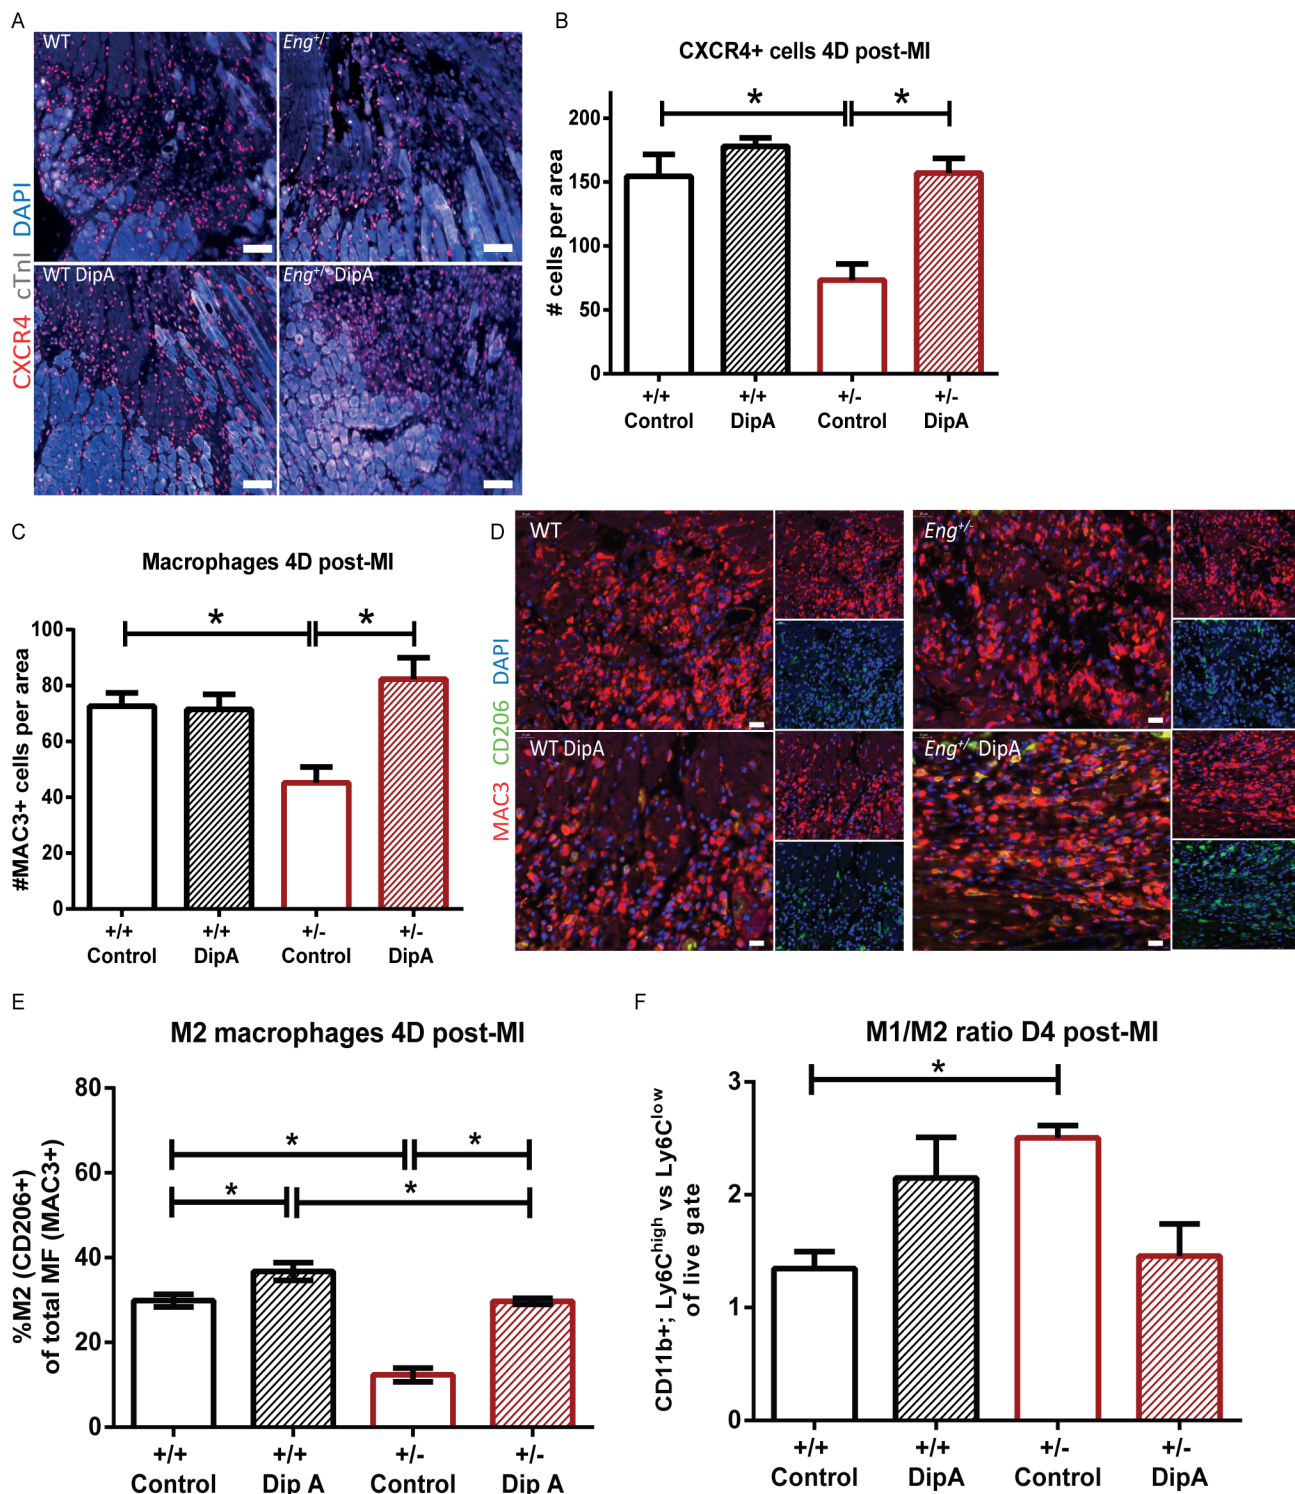 A
WT
Eng+/-
WT DipA
Eng+/- DipA
CXCR4 cTnI DAPI
B
CXCR4+ cells 4D post-MI
# cells per area
200
150
100
50
0
*
*
+/+ Control
+/+ DipA
+/- Control
+/- DipA
C
Macrophages 4D post-MI
#MAC3+ cells per area
100
80
60
40
20
0
*
*
+/+ Control
+/+ DipA
+/- Control
+/- DipA
D
WT
Eng+/-
WT DipA
Eng+/- DipA
MAC3 CD206 DAPI
E
M2 macrophages 4D post-MI
%M2 (CD206+)
of total MF (MAC3+)
80
60
40
20
0
*
*
*
*
+/+ Control
+/+ Dip A
+/- Control
+/- Dip A
F
M1/M2 ratio D4 post-MI
CD11b+; Ly6Chigh vs Ly6Clow
of live gate
3
2
1
0
*
+/+ Control
+/+ DipA
+/- Control
+/- DipA